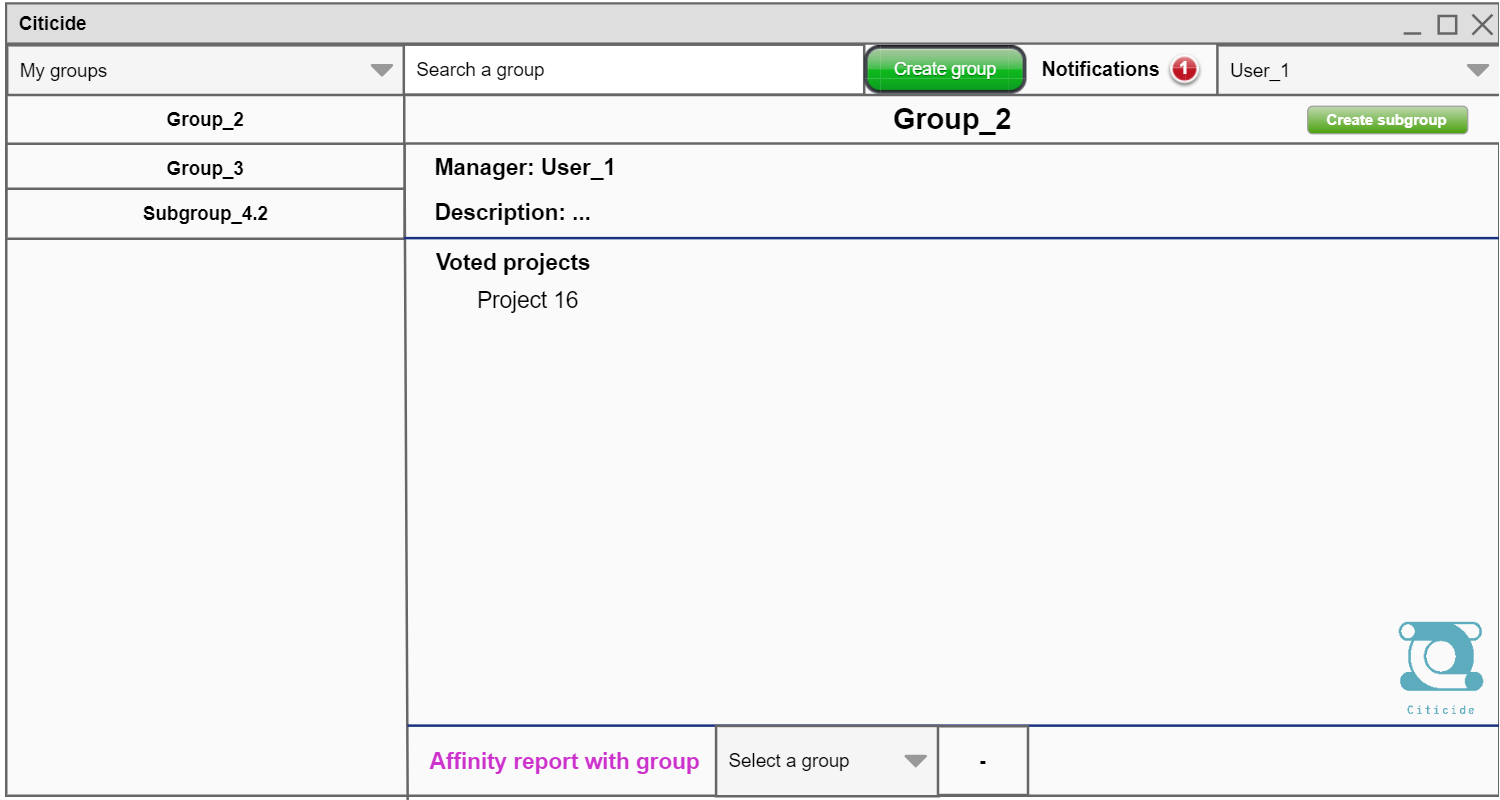 Citicide
My groups
Search a group
Create group
Notifications 1
User_1
Group_2
Group_2
Create subgroup
Group_3
Subgroup_4.2
Manager: User_1
Description: ...
Voted projects
Project 16
Citicide
Affinity report with group
Select a group
-